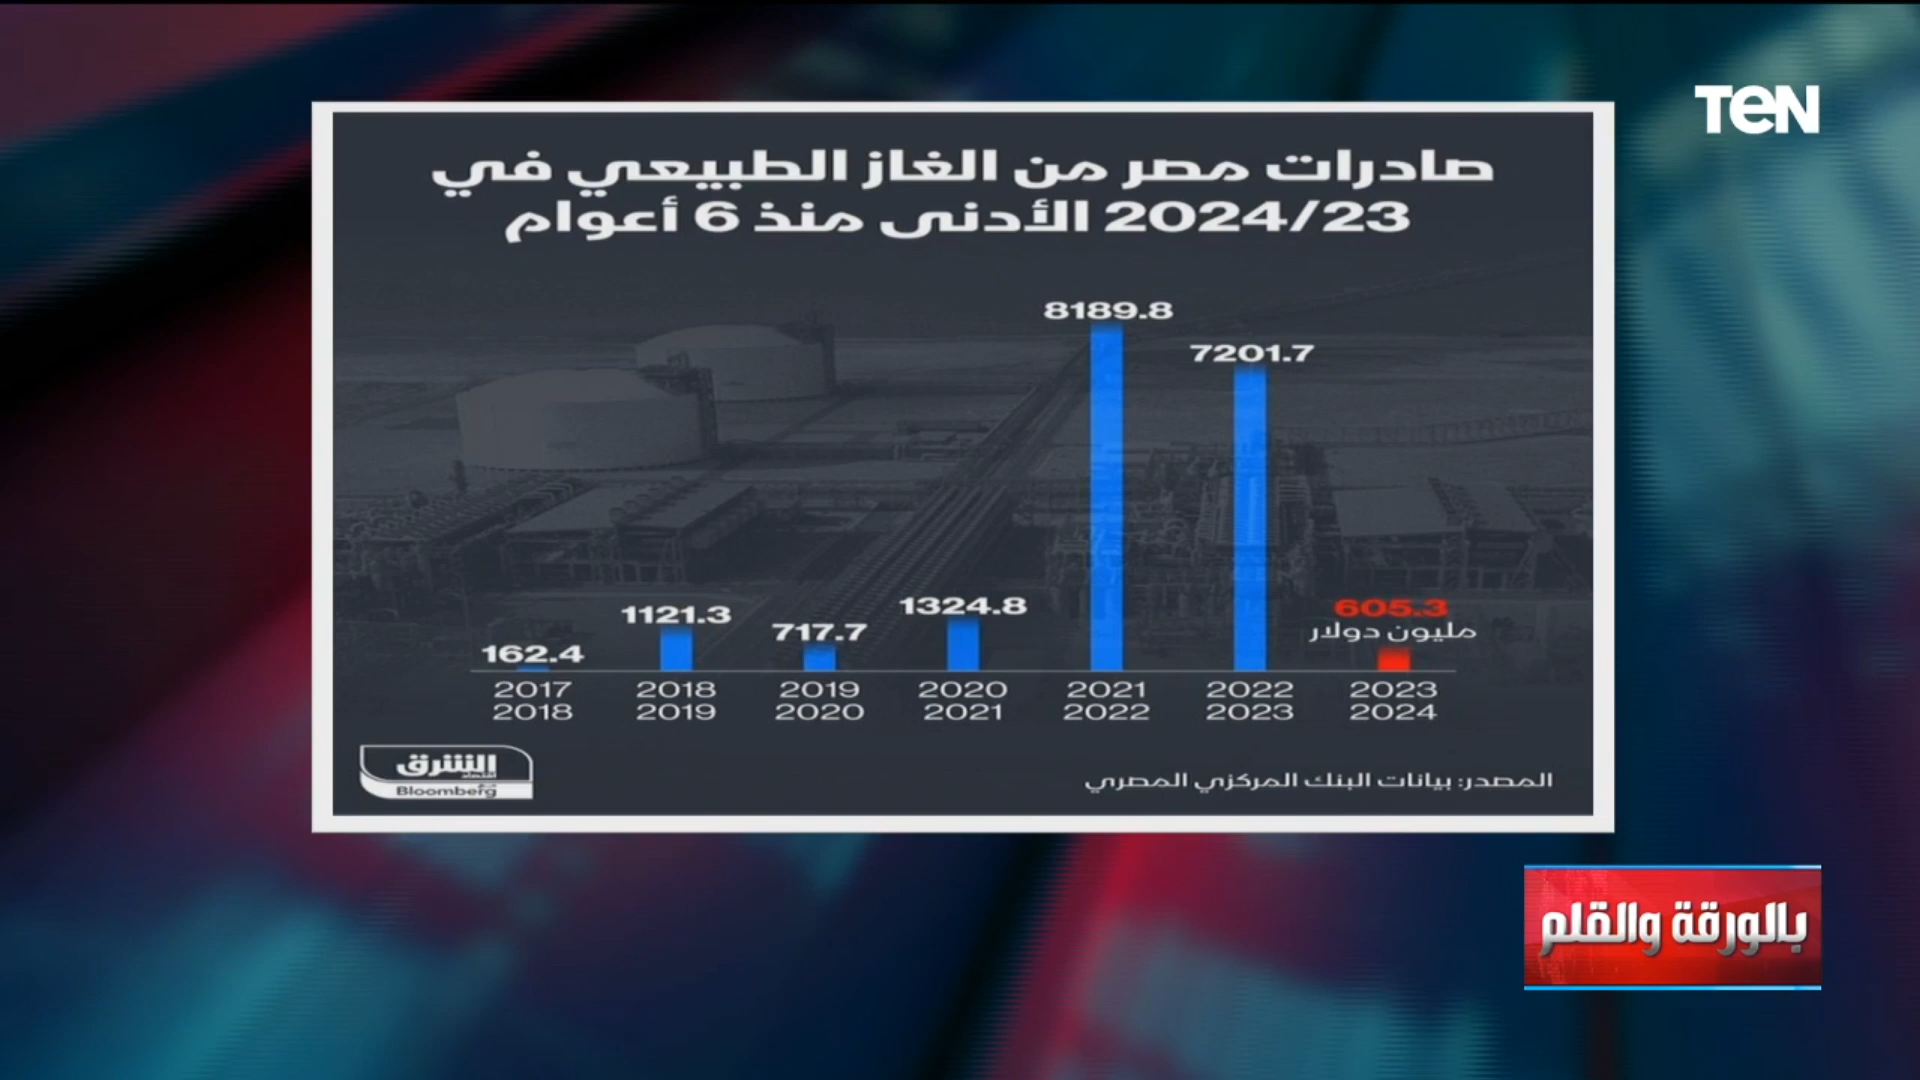 TEN
صادرات مصر من الغاز الطبيعي في
2024/23 الأدنى منذ 6 أعوام
8189.8
7201.7
1324.8
605.3
1121.3
717.7
مليون دولار
162.4
2017 2018 2019 2020 2021 2022 2023
2018 2019 2020 2021 2022 2023 2024
الشرق
اقتصاد
مع
Bloomberg
المصدر: بيانات البنك المركزي المصري
بالورقة والقلم